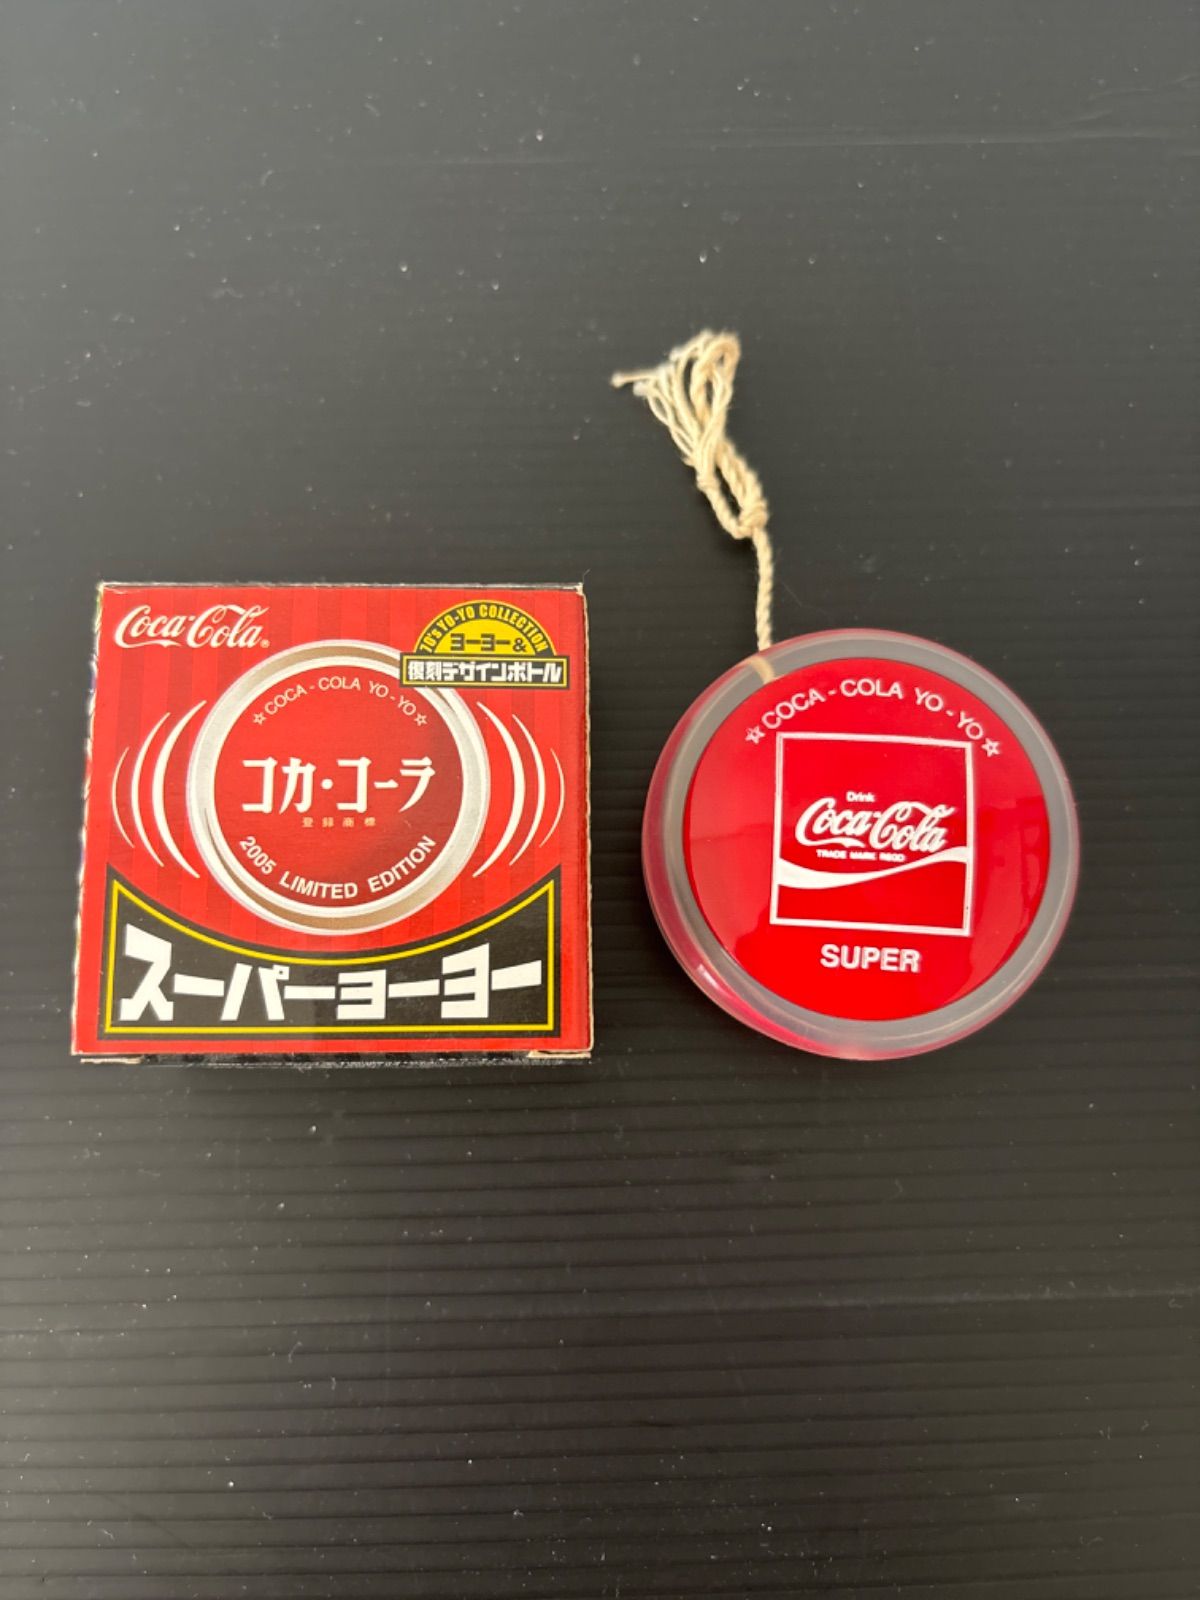 Coca-Cola®
70's YO-YO COLLECTION
ヨーヨー&
復刻デザインボトル
☆COCA-COLA YO-YO☆
コカ・コーラ
登録商標
2005 LIMITED EDITION
スーパーヨーヨー
☆COCA-COLA YO-YO☆
Drink
Coca-Cola
TRADE MARK REGD
SUPER